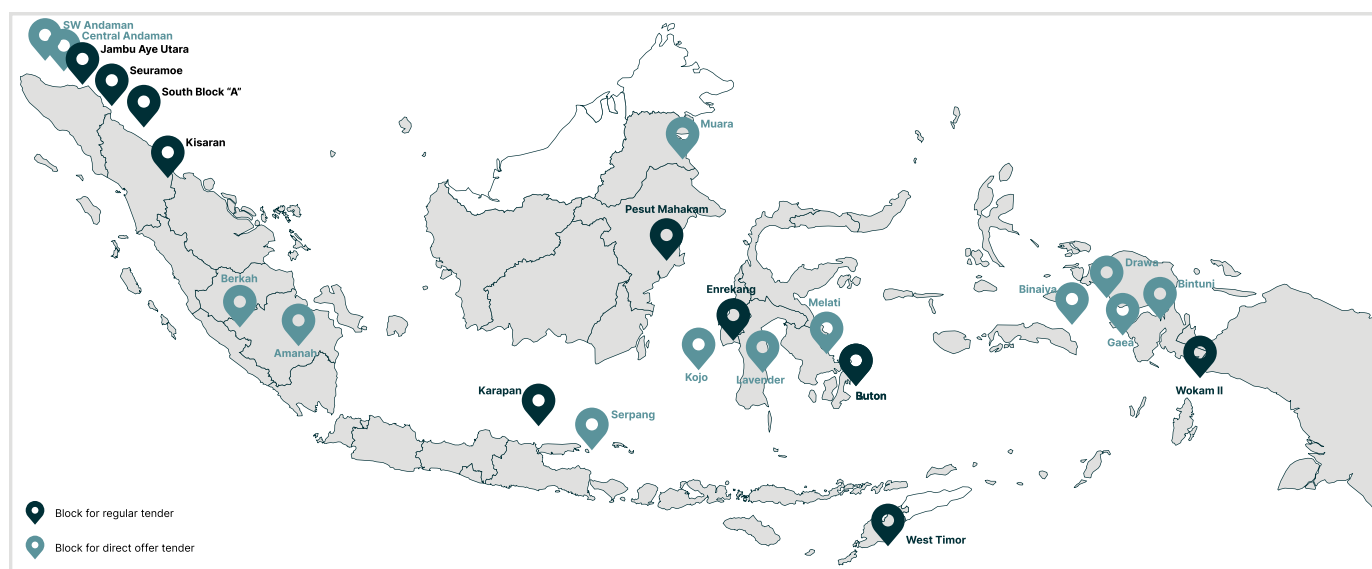 SW Andaman
Central Andaman
Jambu Aye Utara
Seuramoe
South Block “A”
Kisaran
Muara
Pesut Mahakam
Berkah
Amanah
Enrekang
Melati
Kojo
Lavender
Buton
Karapan
Serpang
Drawa
Binaiya
Bintuni
Gaea
Wokam II
West Timor
Block for regular tender
Block for direct offer tender